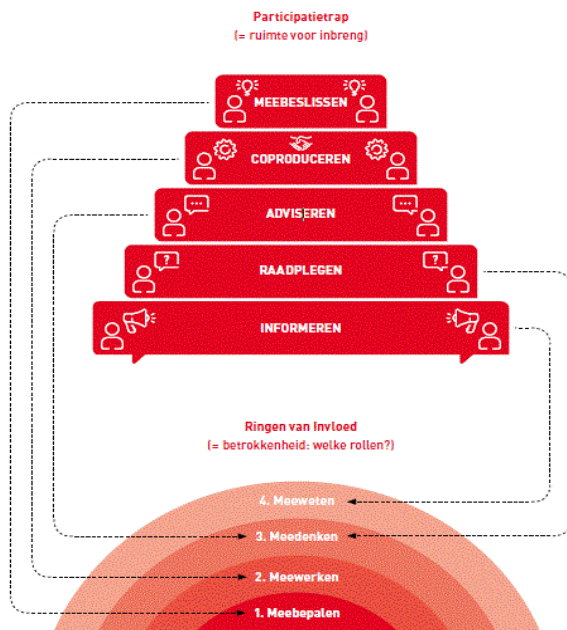 Participatietrap
(= ruimte voor inbreng)
MEEBESLISSEN
COPRODUCEREN
ADVISEREN
?
RAADPLEGEN
?
INFORMEREN
Ringen van Invloed
(= betrokkenheid: welke rollen?)
4. Meeweten
3. Meedenken
2. Meewerken
1. Meebepalen